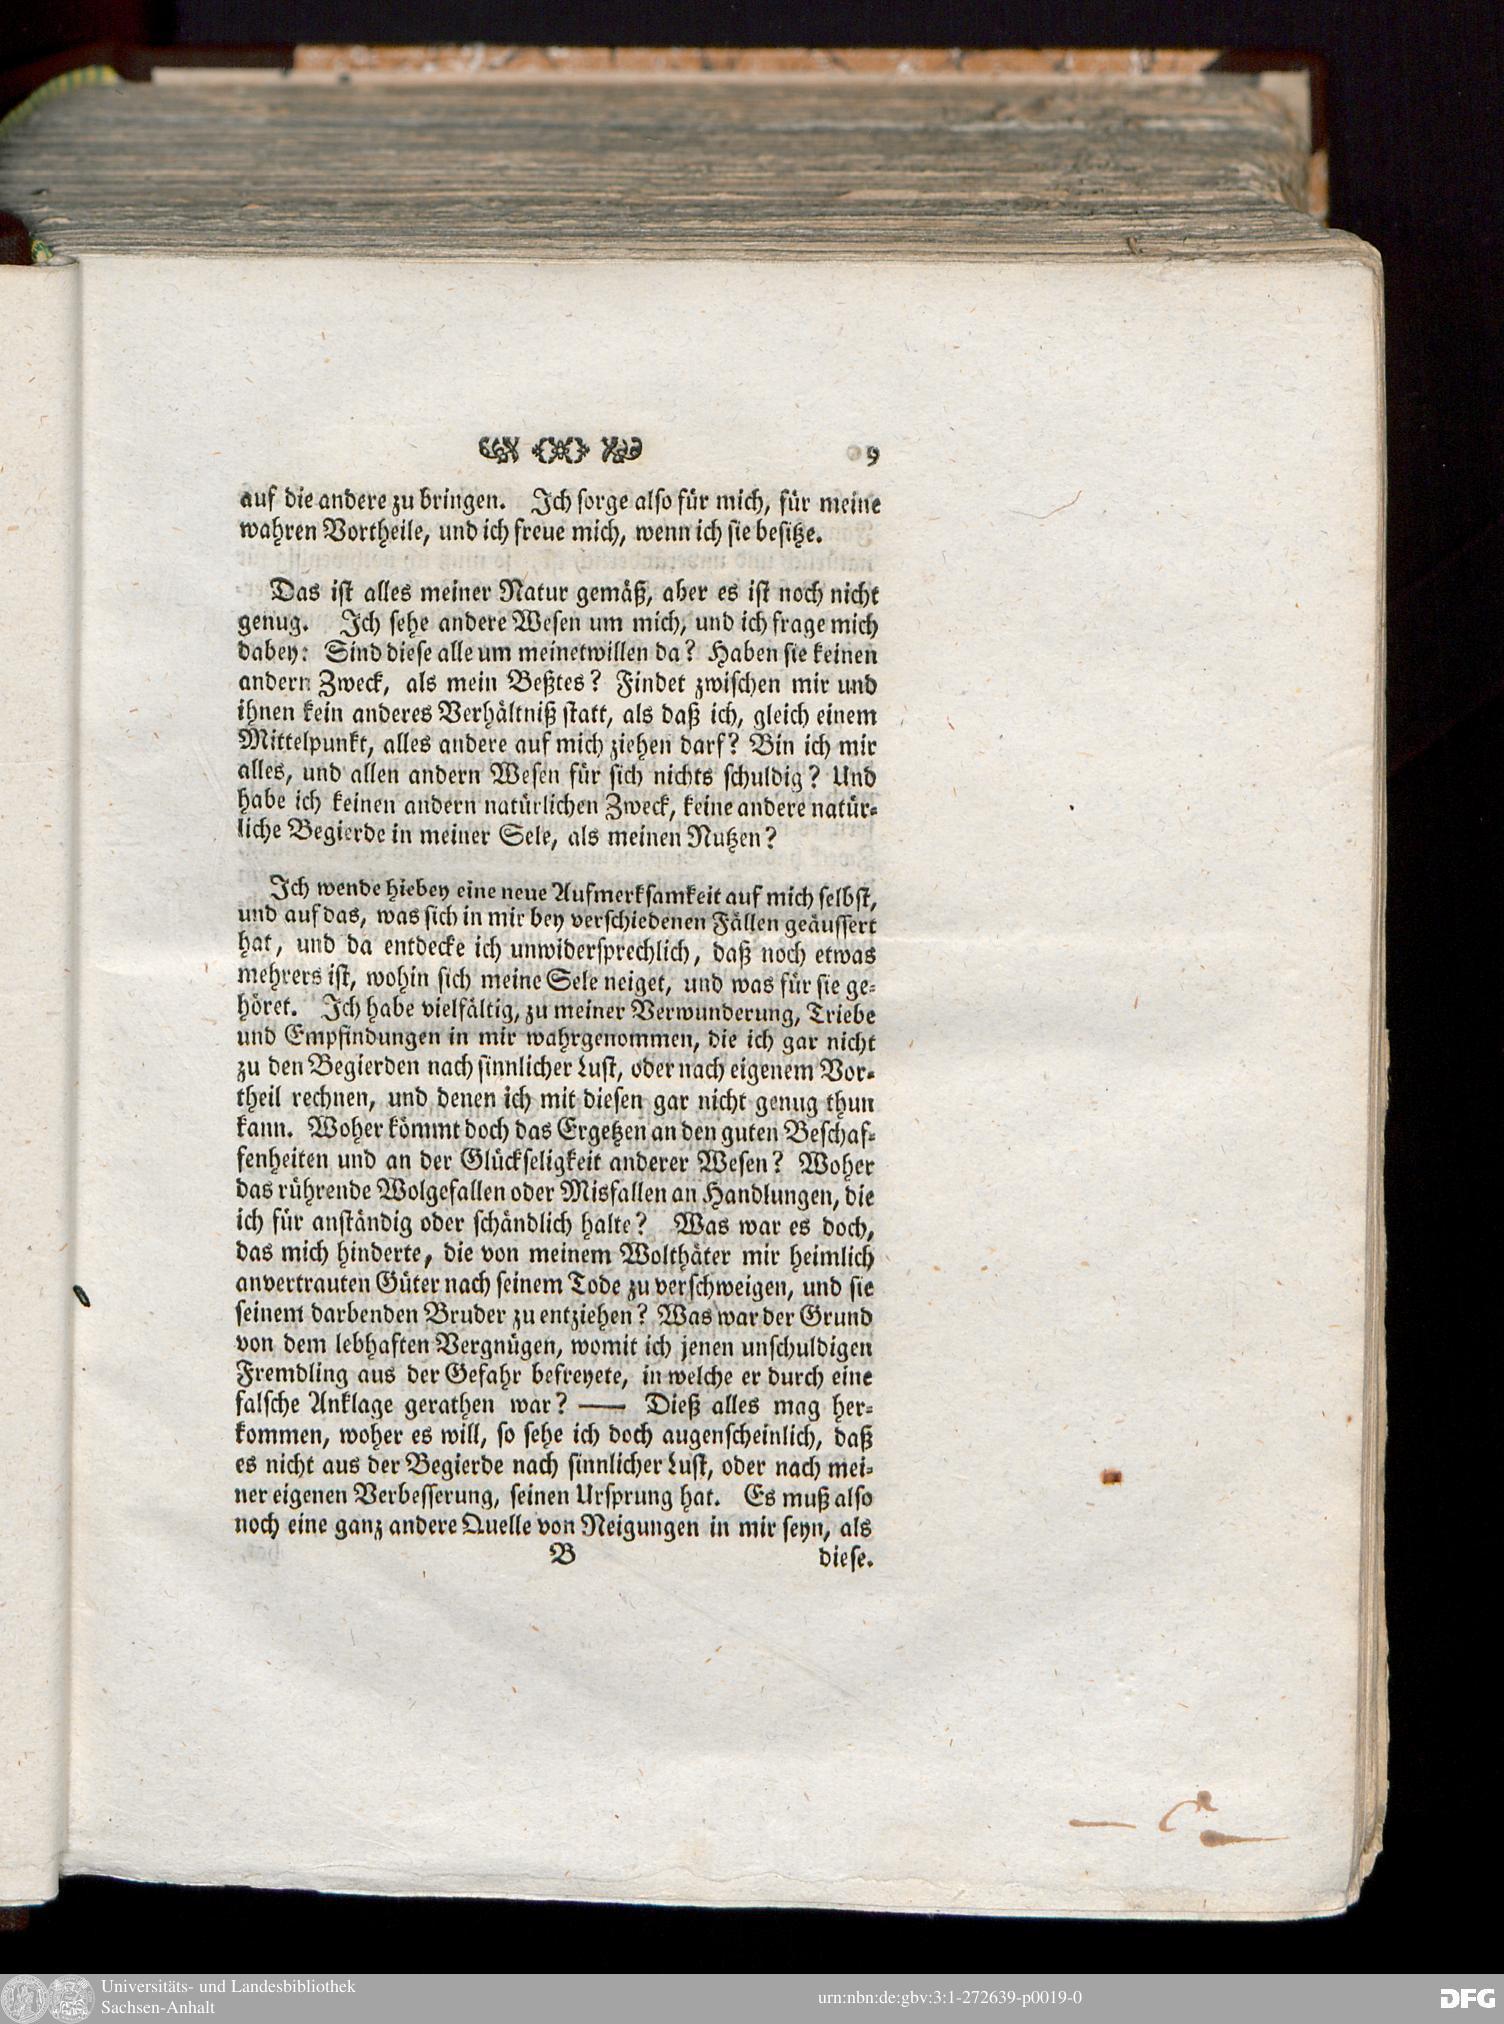 9
auf die andere zu bringen. Ich sorge also für mich, für meine
wahren Vortheile, und ich freue mich, wenn ich sie besitze.
Das ist alles meiner Natur gemäß, aber es ist noch nicht
genug. Ich sehe andere Wesen um mich, und ich frage mich
dabey: Sind diese alle um meinetwillen da? Haben sie keinen
andern Zweck, als mein Beßtes? Findet zwischen mir und
ihnen kein anderes Verhältniß statt, als daß ich, gleich einem
Mittelpunkt, alles andere auf mich ziehen darf? Bin ich mir
alles, und allen andern Wesen für sich nichts schuldig? Und
habe ich keinen andern natürlichen Zweck, keine andere natür-
liche Begierde in meiner Sele, als meinen Nutzen?
Ich wende hiebey eine neue Aufmerksamkeit auf mich selbst,
und auf das, was sich in mir bey verschiedenen Fällen geäussert
hat, und da entdecke ich unwidersprechlich, daß noch etwas
mehrers ist, wohin sich meine Sele neiget, und was für sie ge-
höret. Ich habe vielfältig, zu meiner Verwunderung, Triebe
und Empfindungen in mir wahrgenommen, die ich gar nicht
zu den Begierden nach sinnlicher Lust, oder nach eigenem Vor-
theil rechnen, und denen ich mit diesen gar nicht genug thun
kann. Woher kömmt doch das Ergetzen an den guten Beschaf-
fenheiten und an der Glückseligkeit anderer Wesen? Woher
das rührende Wolgefallen oder Misfallen an Handlungen, die
ich für anständig oder schändlich halte? Was war es doch,
das mich hinderte, die von meinem Wolthäter mir heimlich
anvertrauten Güter nach seinem Tode zu verschweigen, und sie
seinem darbenden Bruder zu entziehen? Was war der Grund
von dem lebhaften Vergnügen, womit ich jenen unschuldigen
Fremdling aus der Gefahr befreyete, in welche er durch eine
falsche Anklage gerathen war? — Dieß alles mag her-
kommen, woher es will, so sehe ich doch augenscheinlich, daß
es nicht aus der Begierde nach sinnlicher Lust, oder nach mei-
ner eigenen Verbesserung, seinen Ursprung hat. Es muß also
noch eine ganz andere Quelle von Neigungen in mir seyn, als
B diese.
Universitäts- und Landesbibliothek
Sachsen-Anhalt
urn:nbn:de:gbv:3:1-272639-p0019-0
DFG